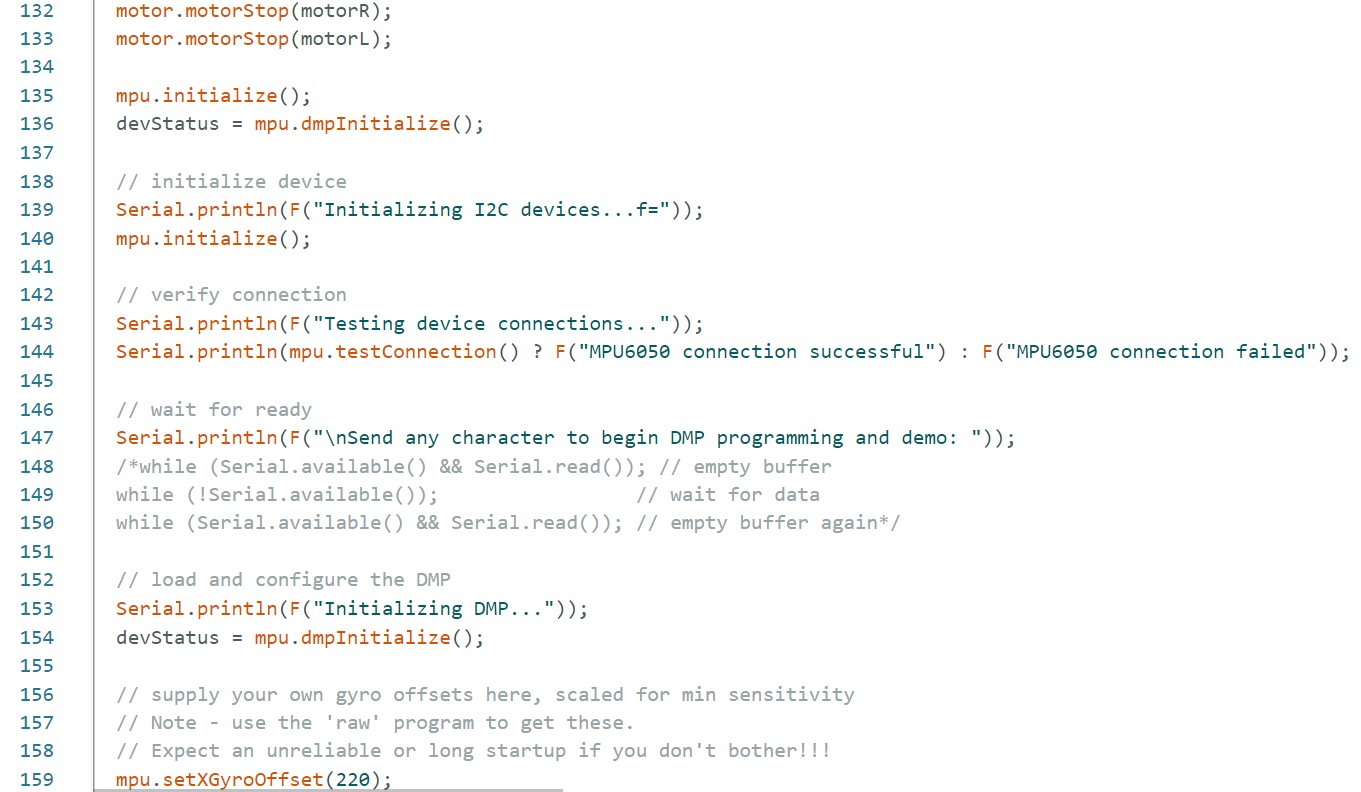 132 motor.motorStop(motorR);
133 motor.motorStop(motorL);
134
135 mpu.initialize();
136 devStatus = mpu.dmpInitialize();
137
138 // initialize device
139 Serial.println(F("Initializing I2C devices...f="));
140 mpu.initialize();
141
142 // verify connection
143 Serial.println(F("Testing device connections..."));
144 Serial.println(mpu.testConnection() ? F("MPU6050 connection successful") : F("MPU6050 connection failed"));
145
146 // wait for ready
147 Serial.println(F("\nSend any character to begin DMP programming and demo: "));
148 /*while (Serial.available() && Serial.read()); // empty buffer
149 while (!Serial.available());                 // wait for data
150 while (Serial.available() && Serial.read()); // empty buffer again*/
151
152 // load and configure the DMP
153 Serial.println(F("Initializing DMP..."));
154 devStatus = mpu.dmpInitialize();
155
156 // supply your own gyro offsets here, scaled for min sensitivity
157 // Note - use the 'raw' program to get these.
158 // Expect an unreliable or long startup if you don't bother!!!
159 mpu.setXGyroOffset(220);